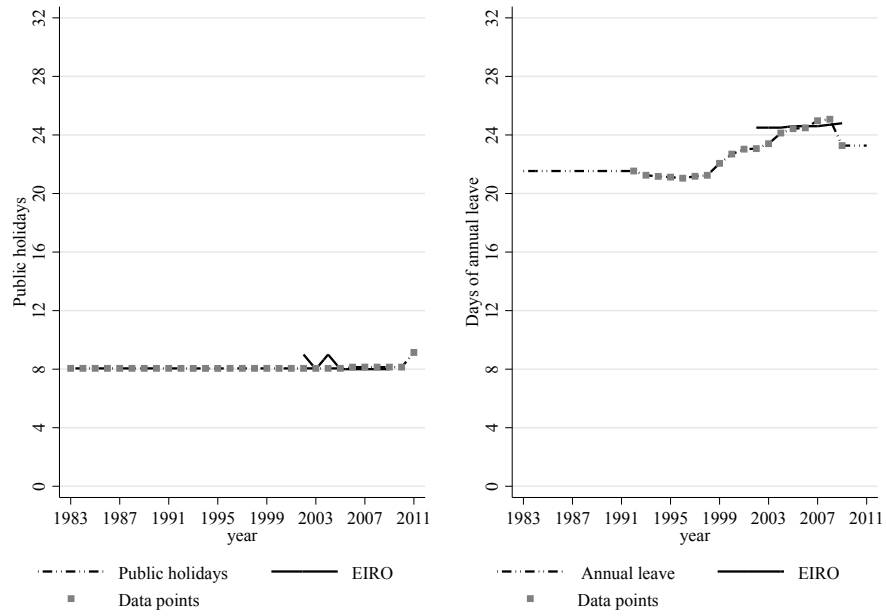 Public holidays
0 4 8 12 16 20 24 28 32
1983 1987 1991 1995 1999 2003 2007 2011
year
Public holidays EIRO
Data points
Days of annual leave
0 4 8 12 16 20 24 28 32
1983 1987 1991 1995 1999 2003 2007 2011
year
Annual leave EIRO
Data points